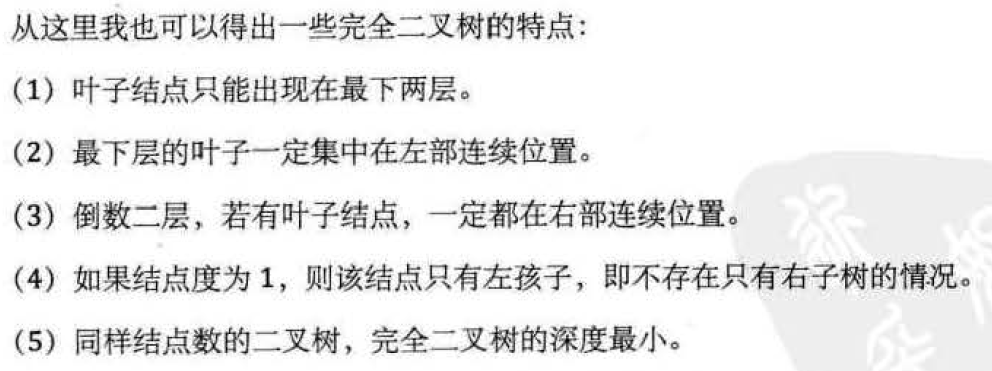 从这里我也可以得出一些完全二叉树的特点：
（1）叶子结点只能出现在最下两层。
（2）最下层的叶子一定集中在左部连续位置。
（3）倒数二层，若有叶子结点，一定都在右部连续位置。
（4）如果结点度为 1，则该结点只有左孩子，即不存在只有右子树的情况。
（5）同样结点数的二叉树，完全二叉树的深度最小。